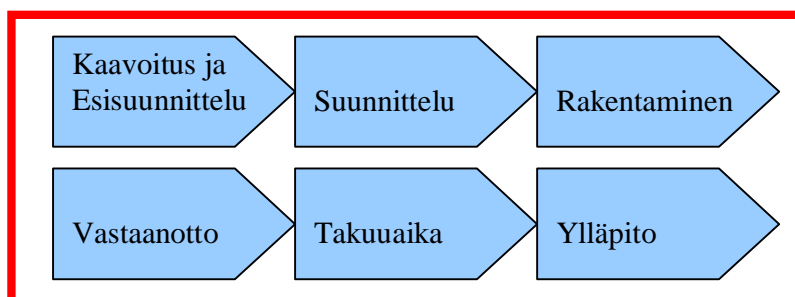 Kaavoitus ja
Esisuunnittelu
Suunnittelu
Rakentaminen
Vastaanotto
Takuuaika
Ylläpito